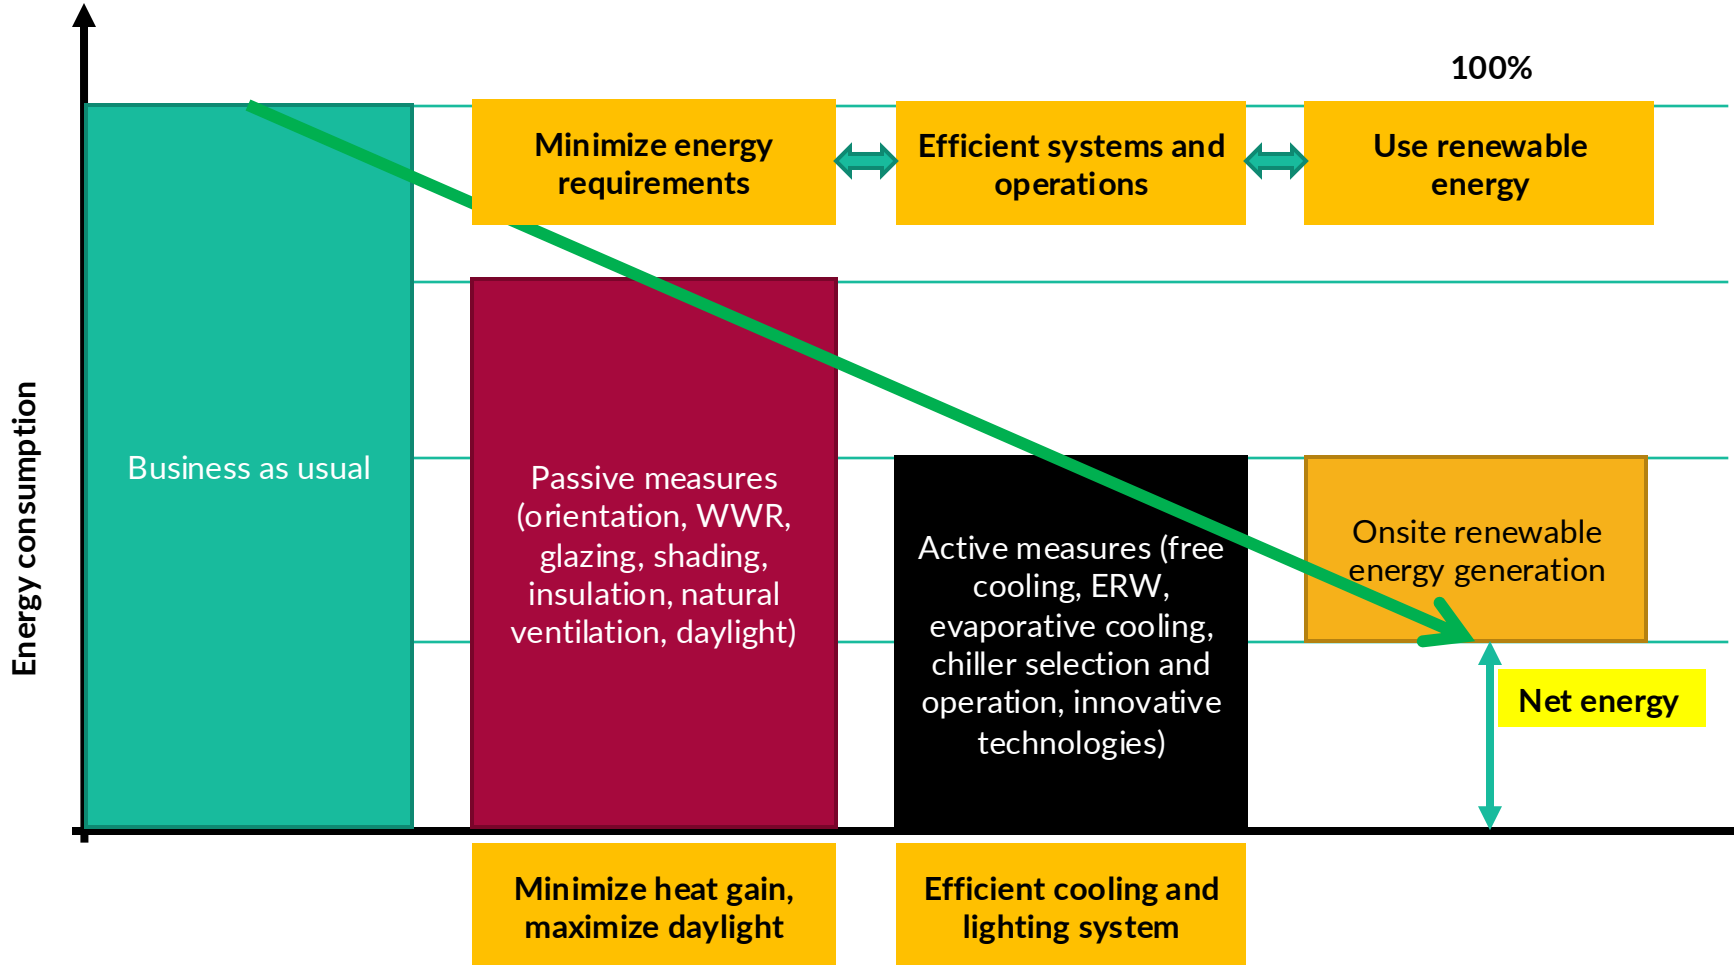 100%
Minimize energy
requirements
Efficient systems and
operations
Use renewable
energy
Energy consumption
Business as usual
Passive measures
(orientation, WWR,
glazing, shading,
insulation, natural
ventilation, daylight)
Active measures (free
cooling, ERW,
evaporative cooling,
chiller selection and
operation, innovative
technologies)
Onsite renewable
energy generation
Net energy
Minimize heat gain,
maximize daylight
Efficient cooling and
lighting system